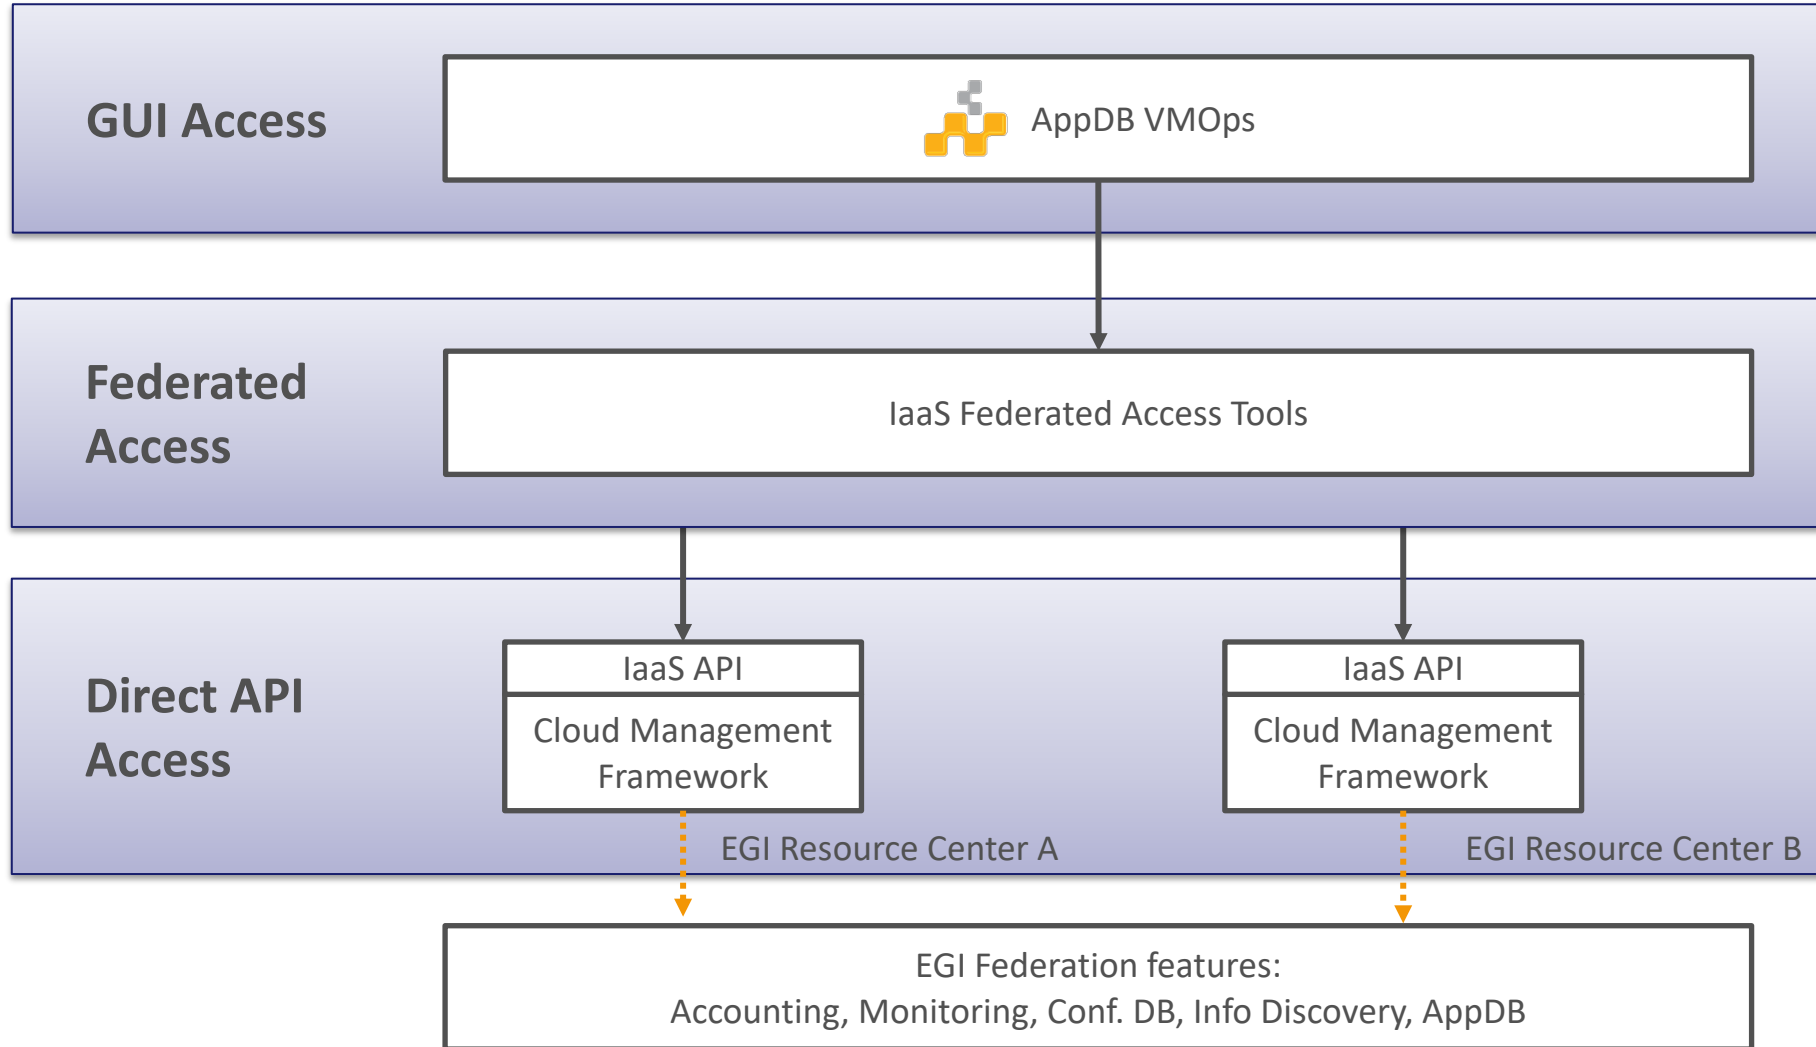 GUI Access
AppDB VMOps
Federated
Access
IaaS Federated Access Tools
Direct API
Access
IaaS API
Cloud Management
Framework
EGI Resource Center A
IaaS API
Cloud Management
Framework
EGI Resource Center B
EGI Federation features:
Accounting, Monitoring, Conf. DB, Info Discovery, AppDB